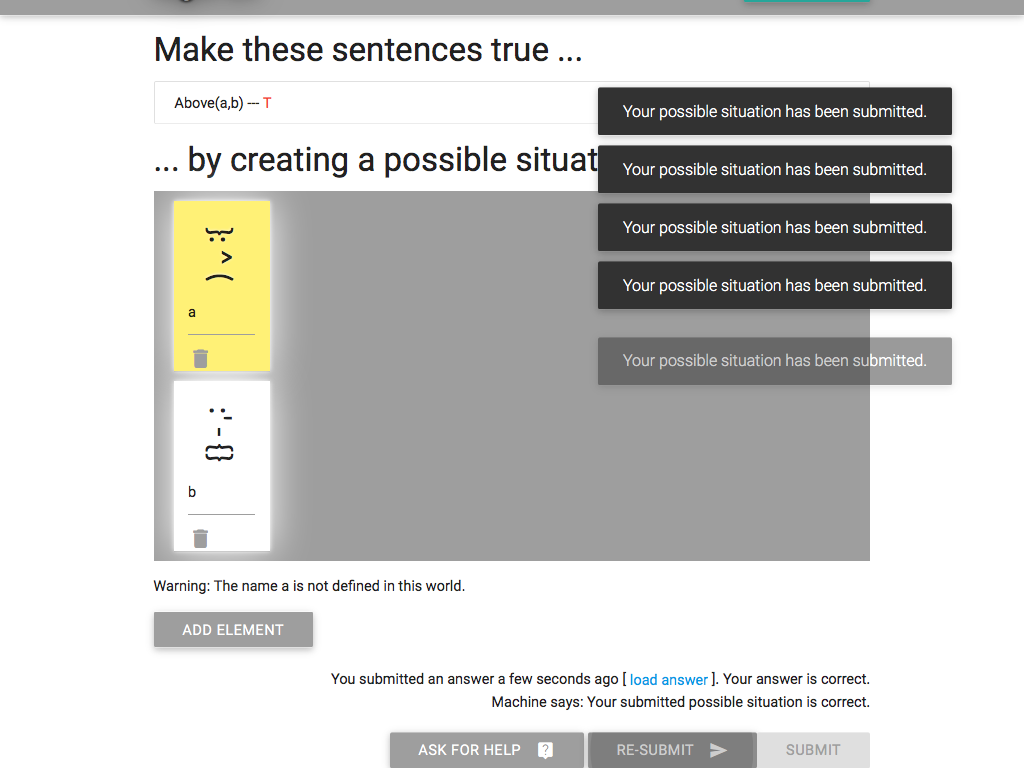 Make these sentences true ...
Above(a,b) --- T
Your possible situation has been submitted.
... by creating a possible situat
Your possible situation has been submitted.
Your possible situation has been submitted.
Your possible situation has been submitted.
Your possible situation has been submitted.
a
b
Warning: The name a is not defined in this world.
ADD ELEMENT
You submitted an answer a few seconds ago [ load answer ]. Your answer is correct.
Machine says: Your submitted possible situation is correct.
ASK FOR HELP ? RE-SUBMIT SUBMIT